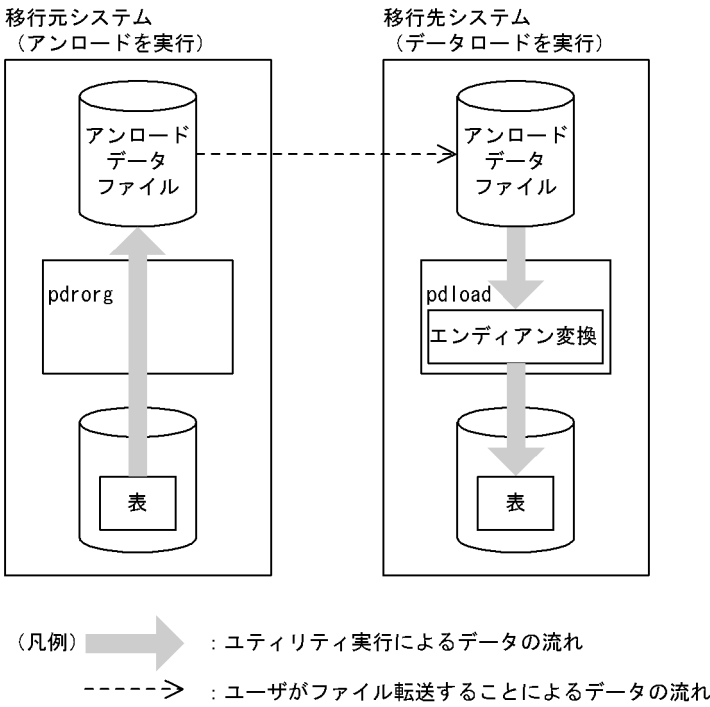 移行元システム
（アンロードを実行）
移行先システム
（データロードを実行）
アンロード
データ
ファイル
アンロード
データ
ファイル
pdrorg
pdload
エンディアン変換
表
表
（凡例）
：ユティリティ実行によるデータの流れ
：ユーザがファイル転送することによるデータの流れ